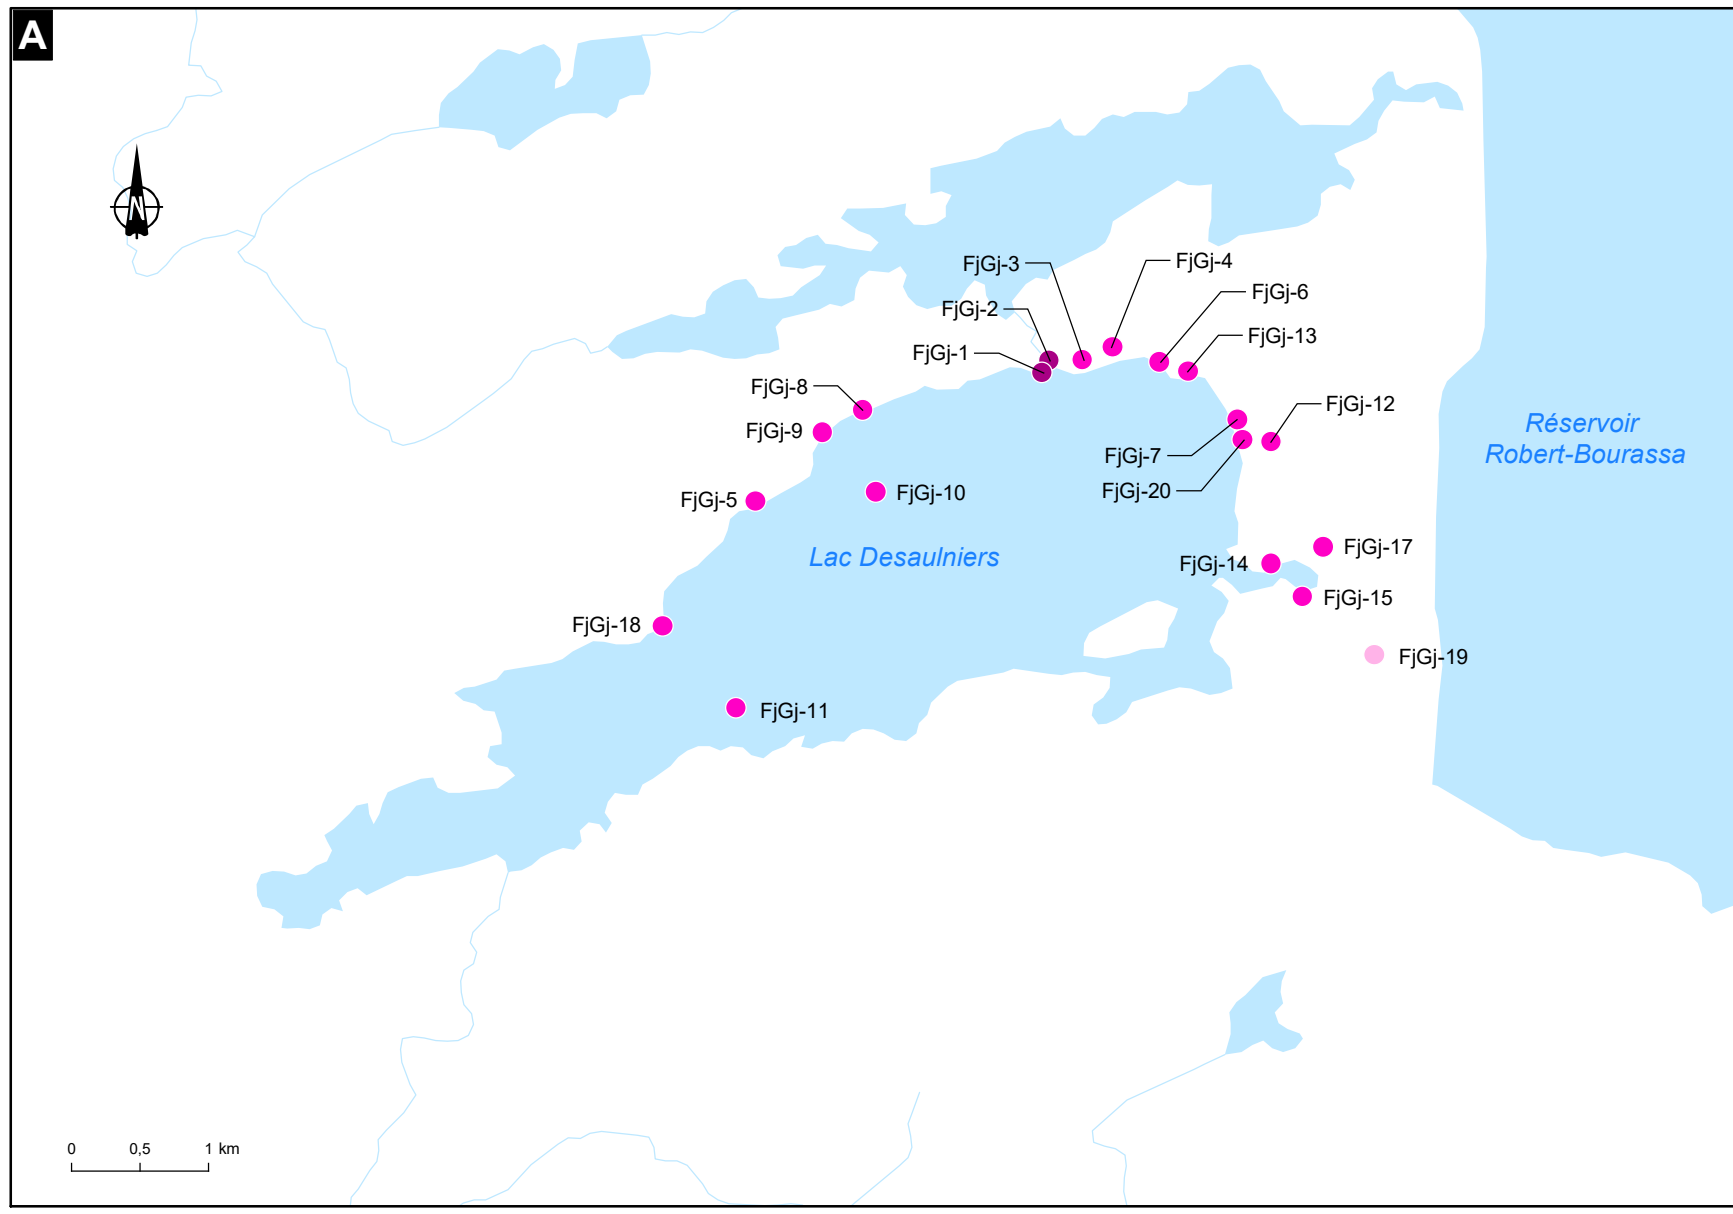 A
N
FjGj-3
FjGj-4
FjGj-2
FjGj-6
FjGj-1
FjGj-13
FjGj-8
FjGj-12
FjGj-9
FjGj-7
FjGj-20
FjGj-5
FjGj-10
Réservoir
Robert-Bourassa
Lac Desaulniers
FjGj-17
FjGj-14
FjGj-15
FjGj-18
FjGj-19
FjGj-11
0 0,5 1 km